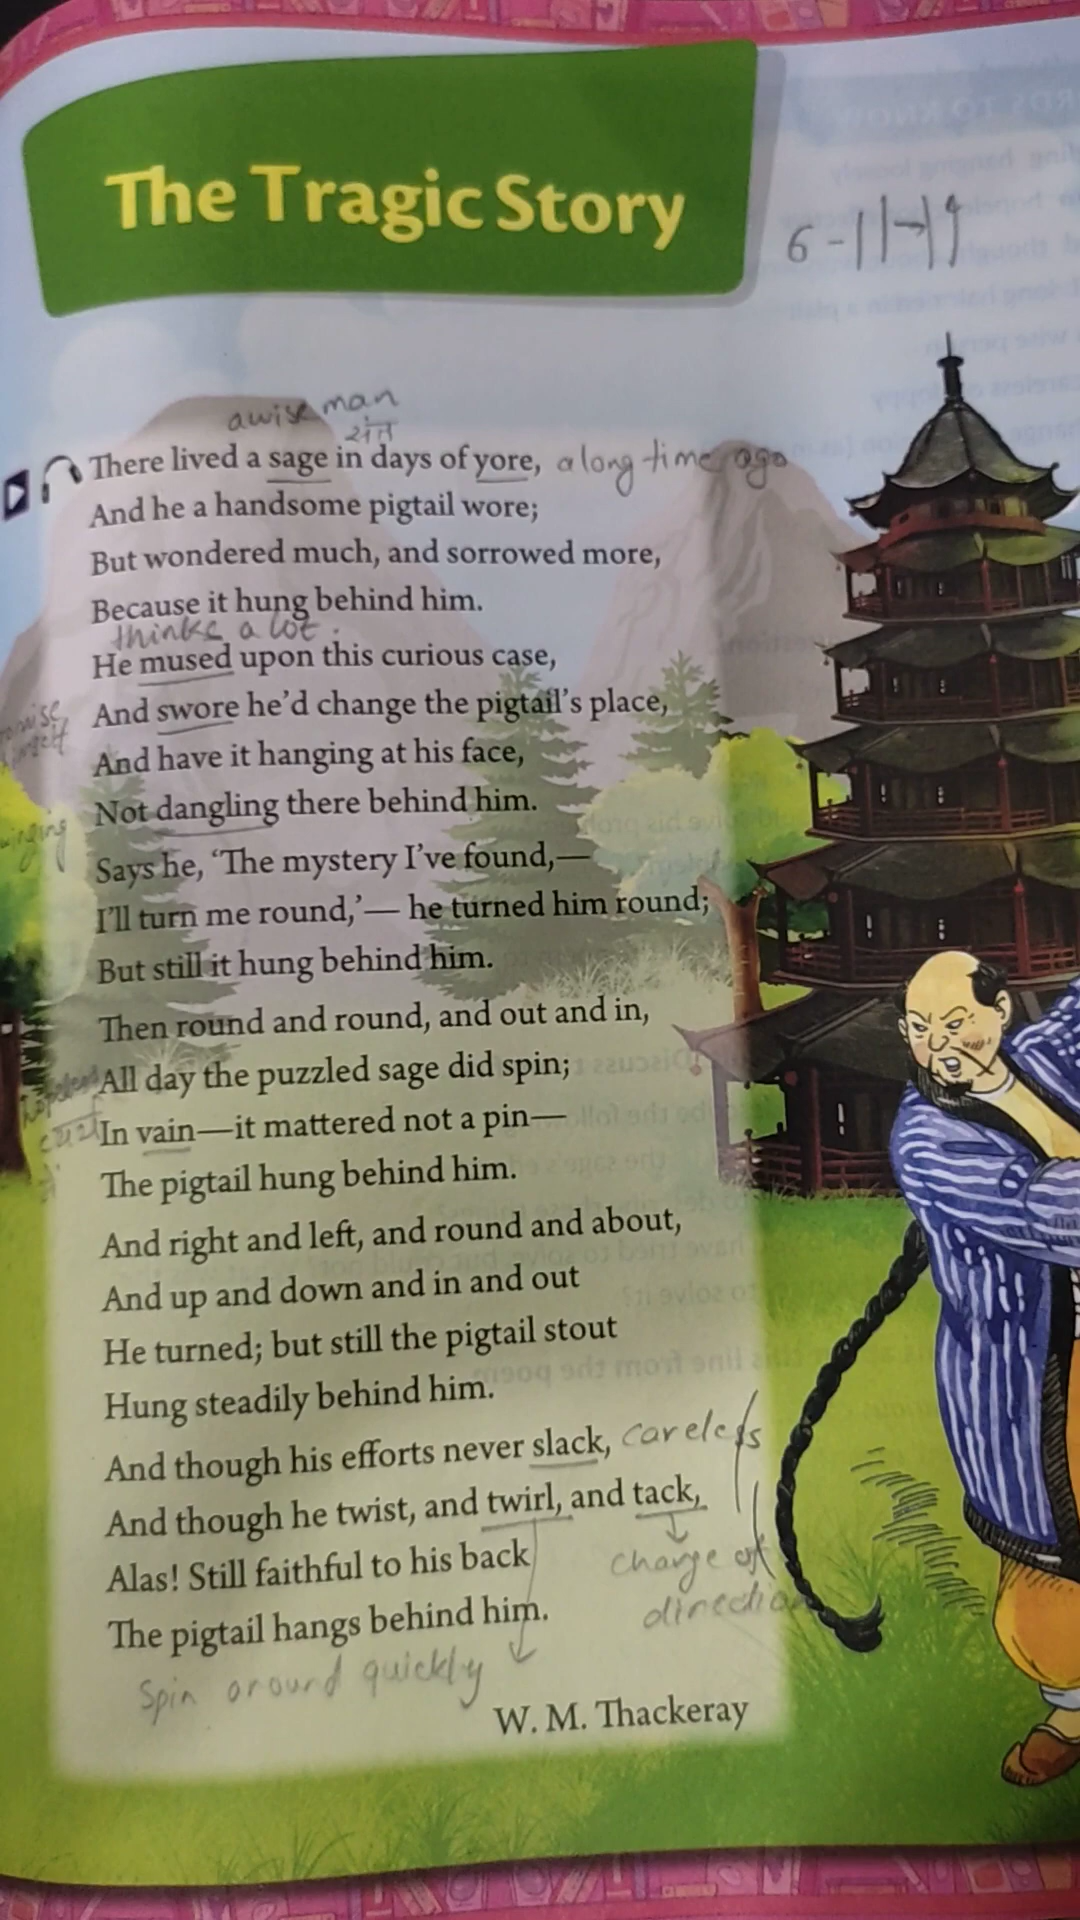 The Tragic Story
6-11→19
a wise man
संत
There lived a sage in days of yore, a long time ago
And he a handsome pigtail wore;
But wondered much, and sorrowed more,
Because it hung behind him.
thinks a lot.
He mused upon this curious case,
And swore he'd change the pigtail's place,
And have it hanging at his face,
Not dangling there behind him.
Says he, ‘The mystery I've found,—
I'll turn me round,’— he turned him round;
But still it hung behind him.
Then round and round, and out and in,
All day the puzzled sage did spin;
In vain—it mattered not a pin—
The pigtail hung behind him.
And right and left, and round and about,
And up and down and in and out
He turned; but still the pigtail stout
Hung steadily behind him.
And though his efforts never slack, careless
And though he twist, and twirl, and tack,
Alas! Still faithful to his back
change of
direction
The pigtail hangs behind him.
Spin around quickly
W. M. Thackeray